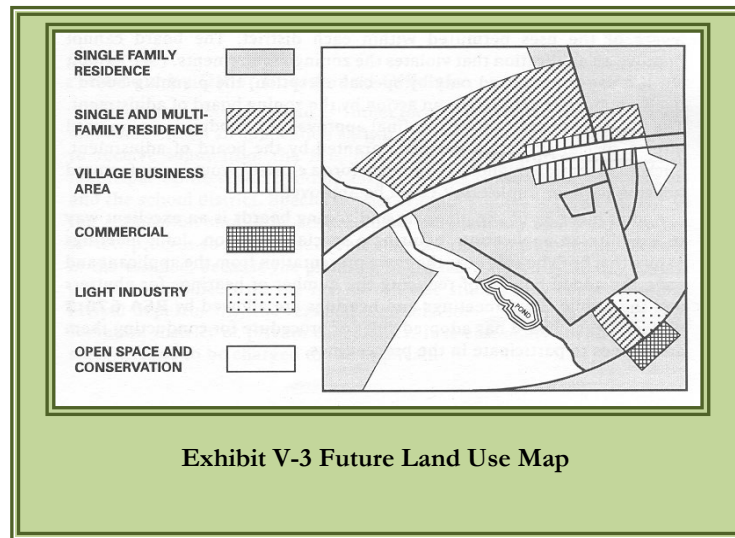 SINGLE FAMILY
RESIDENCE
SINGLE AND MULTI-
FAMILY RESIDENCE
VILLAGE BUSINESS
AREA
COMMERCIAL
LIGHT INDUSTRY
OPEN SPACE AND
CONSERVATION
POND
Exhibit V-3 Future Land Use Map